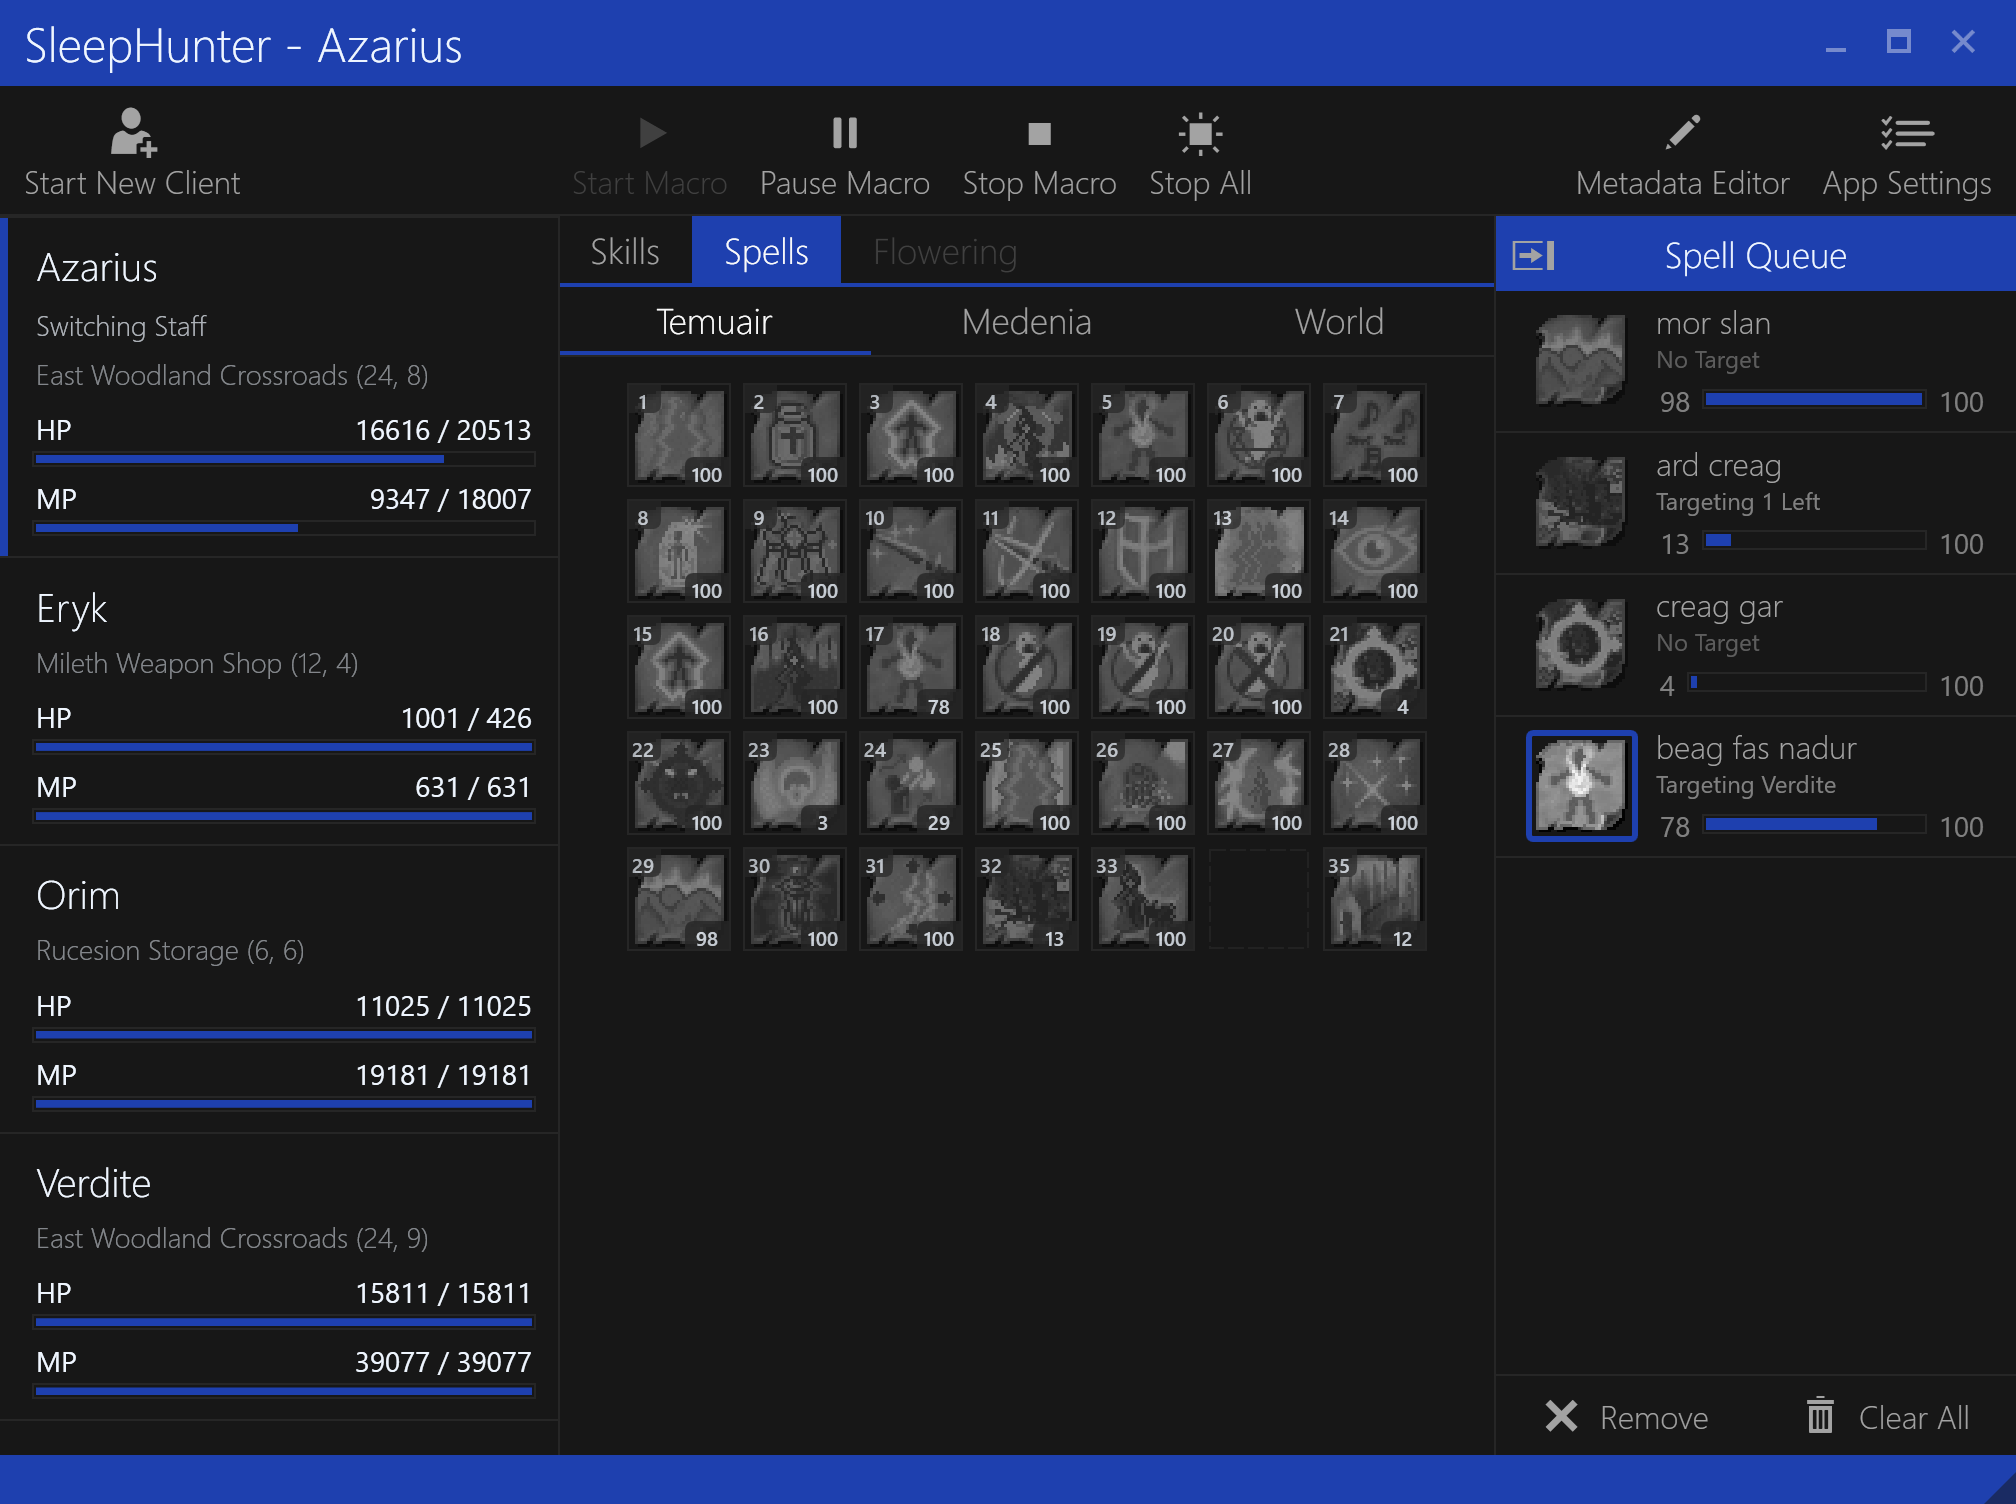 SleepHunter - Azarius
Start New Client
Start Macro
Pause Macro
Stop Macro
Stop All
Metadata Editor
App Settings
Azarius
Switching Staff
East Woodland Crossroads (24, 8)
HP 16616 / 20513
MP 9347 / 18007
Eryk
Mileth Weapon Shop (12, 4)
HP 1001 / 426
MP 631 / 631
Orim
Rucesion Storage (6, 6)
HP 11025 / 11025
MP 19181 / 19181
Verdite
East Woodland Crossroads (24, 9)
HP 15811 / 15811
MP 39077 / 39077
Skills Spells Flowering
Temuair Medenia World
1 2 3 4 5 6 7
100 100 100 100 100 100 100
8 9 10 11 12 13 14
100 100 100 100 100 100 100
15 16 17 18 19 20 21
100 100 78 100 100 100 4
22 23 24 25 26 27 28
100 3 29 100 100 100 100
29 30 31 32 33 35
98 100 100 13 100 12
Spell Queue
mor slan
No Target
98 100
ard creag
Targeting 1 Left
13 100
creag gar
No Target
4 100
beag fas nadur
Targeting Verdite
78 100
Remove
Clear All